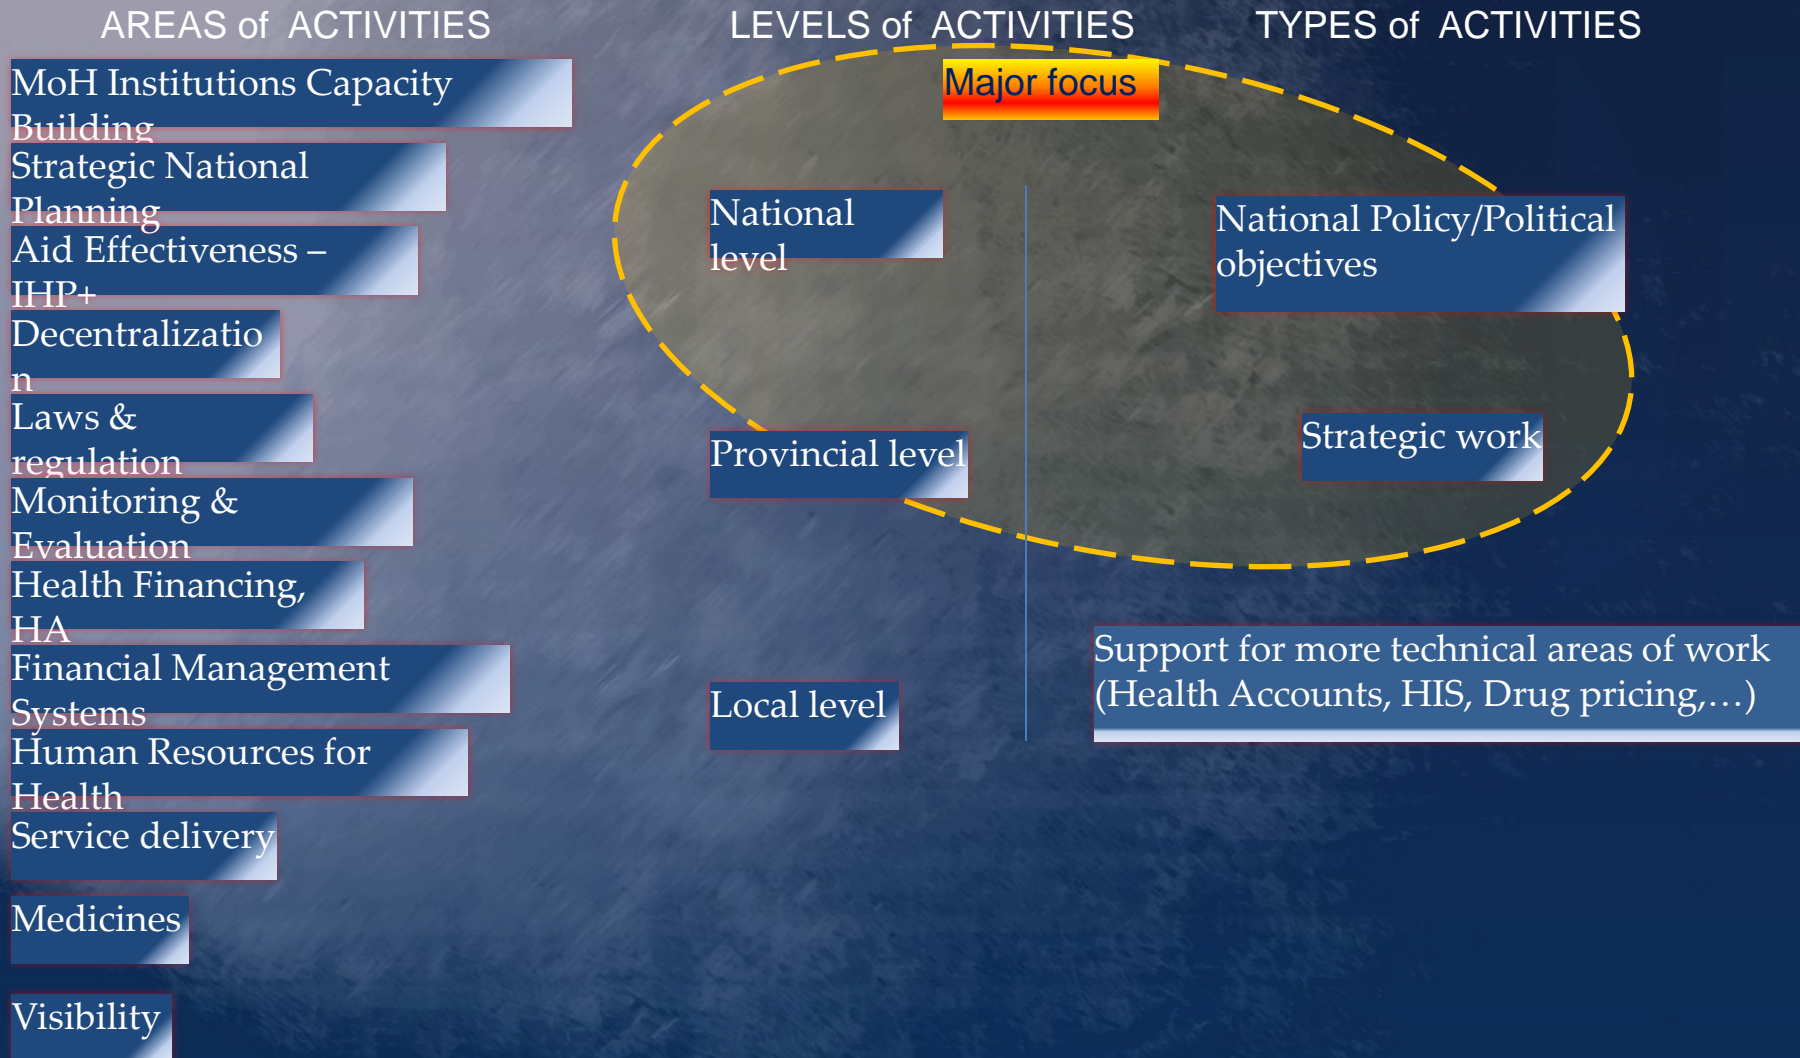 AREAS of ACTIVITIES
MoH Institutions Capacity
Building
Strategic National
Planning
Aid Effectiveness –
IHP+
Decentralizatio
n
Laws &
regulation
Monitoring &
Evaluation
Health Financing,
HA
Financial Management
Systems
Human Resources for
Health
Service delivery
Medicines
Visibility
LEVELS of ACTIVITIES
Major focus
National
level
Provincial level
Local level
TYPES of ACTIVITIES
National Policy/Political
objectives
Strategic work
Support for more technical areas of work
(Health Accounts, HIS, Drug pricing,…)